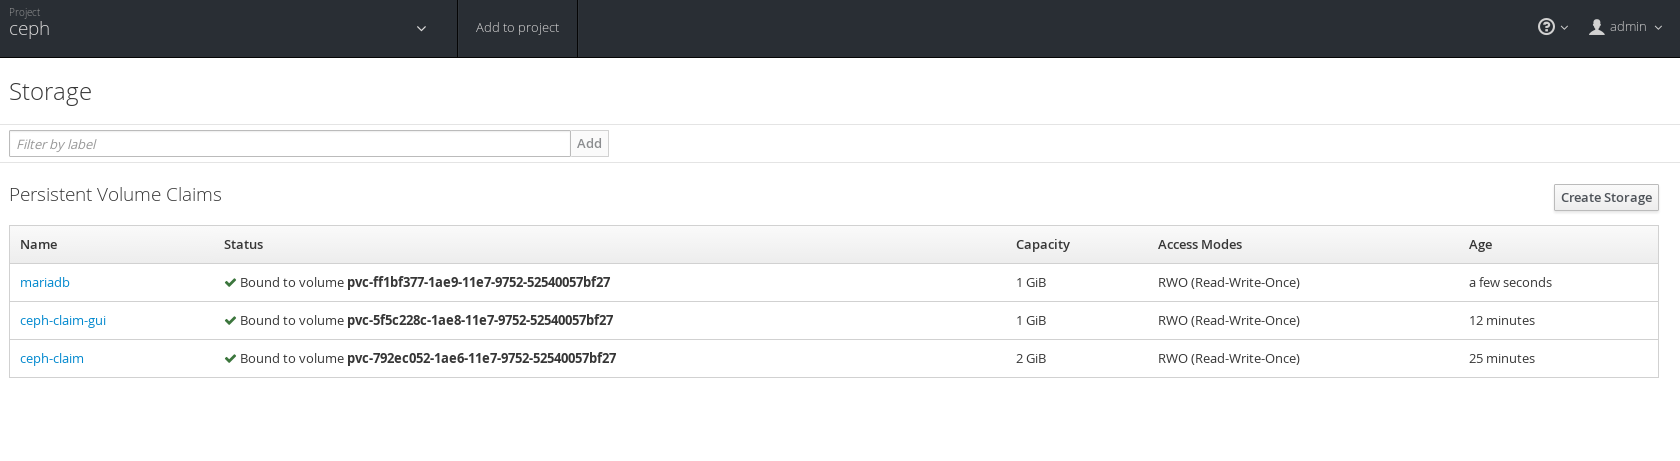 Project
ceph
Add to project
admin
Storage
Filter by label
Add
Persistent Volume Claims
Create Storage
Name Status Capacity Access Modes Age
mariadb Bound to volume pvc-ff1bf377-1ae9-11e7-9752-52540057bf27 1 GiB RWO (Read-Write-Once) a few seconds
ceph-claim-gui Bound to volume pvc-5f5c228c-1ae8-11e7-9752-52540057bf27 1 GiB RWO (Read-Write-Once) 12 minutes
ceph-claim Bound to volume pvc-792ec052-1ae6-11e7-9752-52540057bf27 2 GiB RWO (Read-Write-Once) 25 minutes